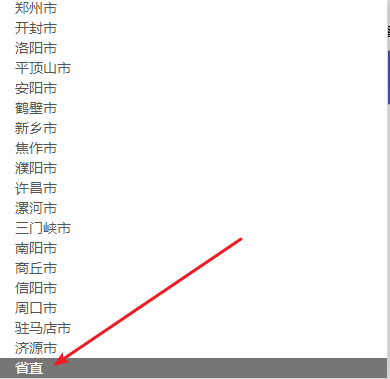 郑州市
开封市
洛阳市
平顶山市
安阳市
鹤壁市
新乡市
焦作市
濮阳市
许昌市
漯河市
三门峡市
南阳市
商丘市
信阳市
周口市
驻马店市
济源市
省直